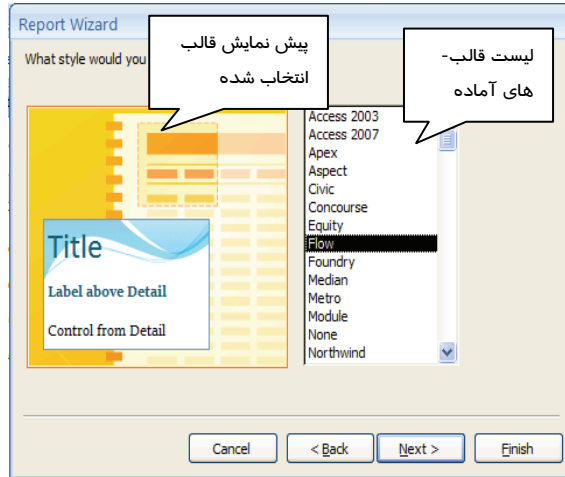 Report Wizard
What style would you
پیش نمایش قالب
انتخاب شده
لیست قالب-
های آماده
Title
Label above Detail
Control from Detail
Access 2003
Access 2007
Apex
Aspect
Civic
Concourse
Equity
Flow
Foundry
Median
Metro
Module
None
Northwind
Cancel
< Back
Next >
Finish